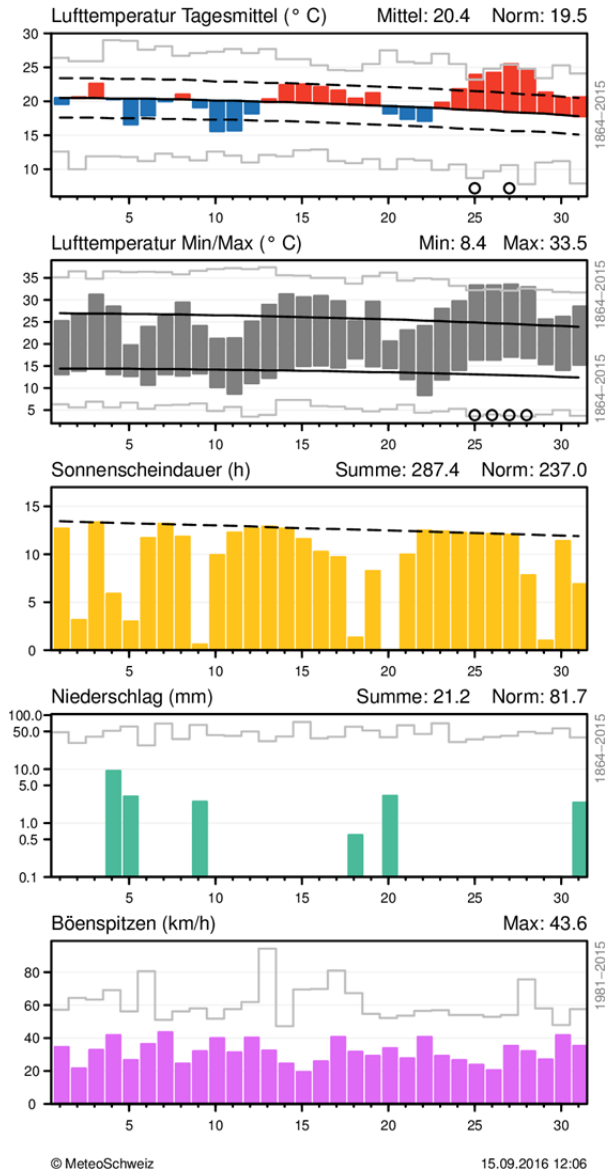 Lufttemperatur Tagesmittel (° C) Mittel: 20.4 Norm: 19.5
30
25
20
15
10
1864–2015
5 10 15 20 25 30
Lufttemperatur Min/Max (° C) Min: 8.4 Max: 33.5
35
30
25
20
15
10
5
1864–2015
5 10 15 20 25 30
Sonnenscheindauer (h) Summe: 287.4 Norm: 237.0
15
10
5
0
5 10 15 20 25 30
Niederschlag (mm) Summe: 21.2 Norm: 81.7
100.0
50.0
10.0
5.0
1.0
0.5
0.1
1864–2015
5 10 15 20 25 30
Böenspitzen (km/h) Max: 43.6
80
60
40
20
0
1981–2015
5 10 15 20 25 30
© MeteoSchweiz 15.09.2016 12:06